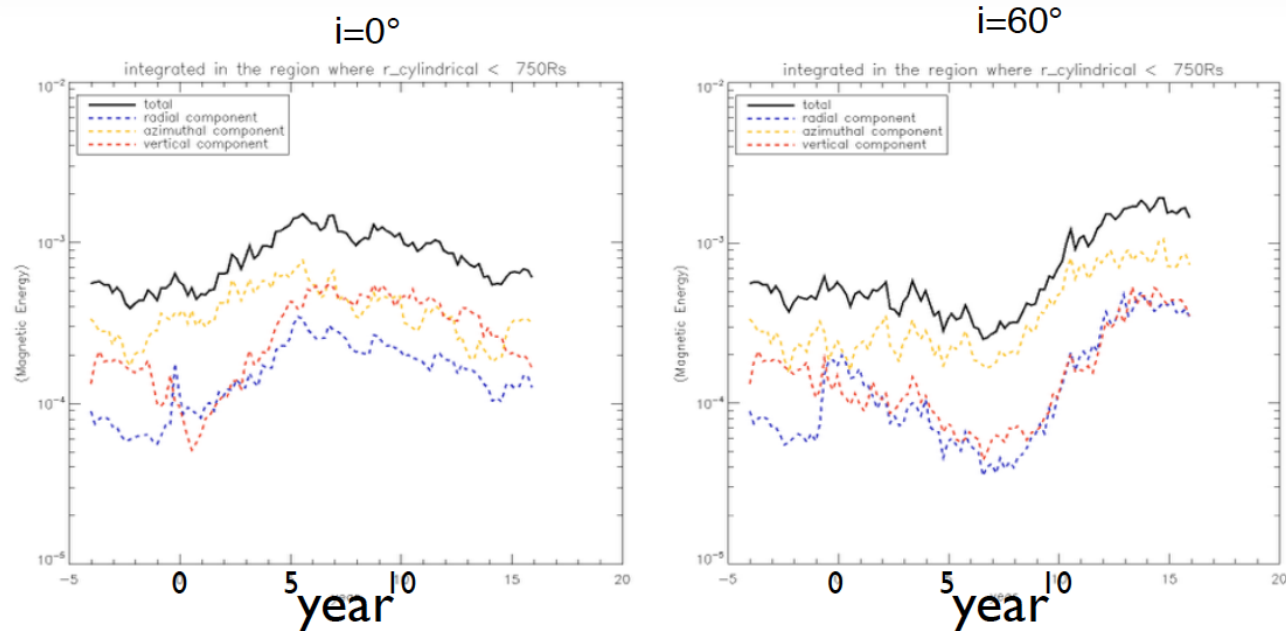 i=0°
integrated in the region where r_cylindrical < 750Rs
total
radial component
azimuthal component
vertical component
10^-2
10^-3
10^-4
10^-5
⟨Magnetic Energy⟩
-5 0 5 10 15 20
year
i=60°
integrated in the region where r_cylindrical < 750Rs
total
radial component
azimuthal component
vertical component
10^-2
10^-3
10^-4
10^-5
⟨Magnetic Energy⟩
-5 0 5 10 15 20
year